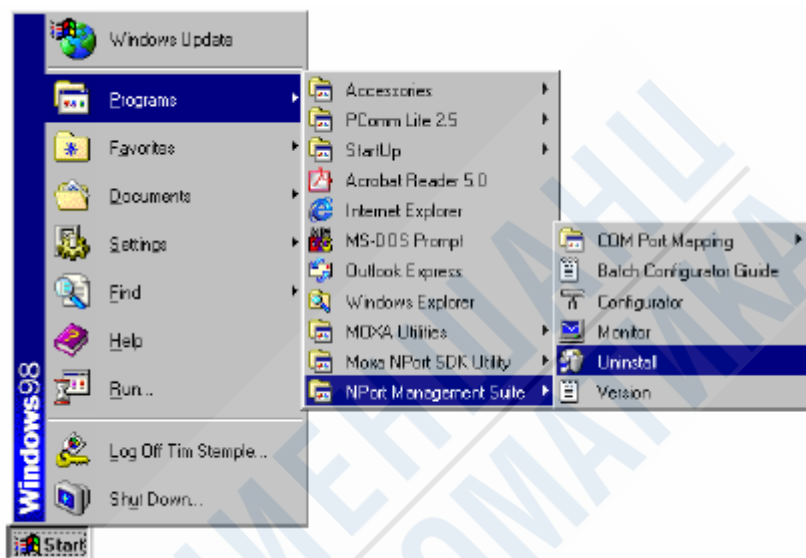 Windows Update
Programs
Favorites
Documents
Settings
Find
Help
Run...
Log Off Tim Stemple...
Shut Down...
Windows98
Start
Accessories
PComm Lite 2.5
StartUp
Acrobat Reader 5.0
Internet Explorer
MS-DOS Prompt
Outlook Express
Windows Explorer
MOXA Utilities
Moxa NPort SDK Utility
NPort Management Suite
COM Port Mapping
Batch Configurator Guide
Configurator
Monitor
Uninstall
Version